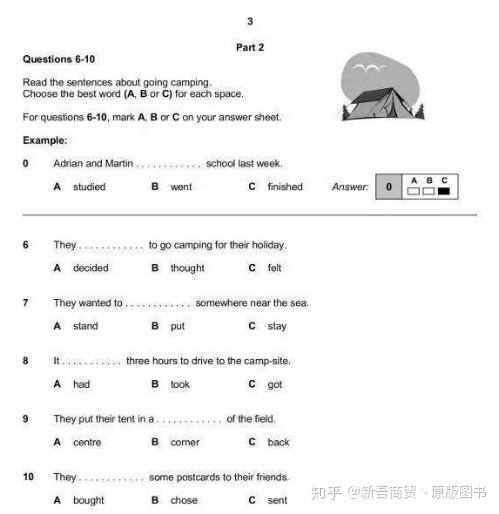 3
Part 2
Questions 6-10
Read the sentences about going camping.
Choose the best word (A, B or C) for each space.
For questions 6-10, mark A, B or C on your answer sheet.
Example:
0 Adrian and Martin . . . . . . . . . . . . school last week.
A studied B went C finished Answer: 0 A B C
6 They . . . . . . . . . . . . to go camping for their holiday.
A decided B thought C felt
7 They wanted to . . . . . . . . . . . . somewhere near the sea.
A stand B put C stay
8 It . . . . . . . . . . . three hours to drive to the camp-site.
A had B took C got
9 They put their tent in a . . . . . . . . . . . . of the field.
A centre B corner C back
10 They . . . . . . . . . . . . some postcards to their friends.
A bought B chose C sent
知乎 @新吾商贸丶原版图书